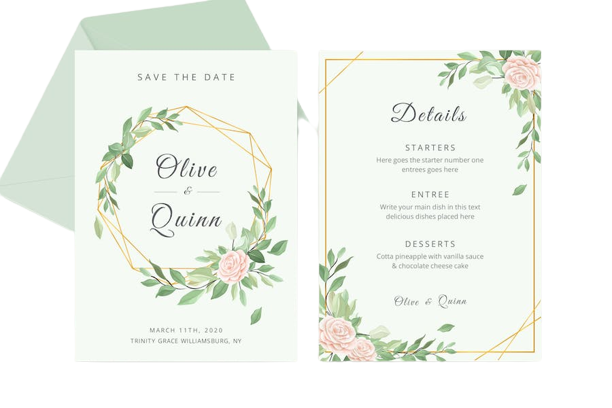 SAVE THE DATE
Olive
&
Quinn
MARCH 11TH, 2020
TRINITY GRACE WILLIAMSBURG, NY
Details
STARTERS
Here goes the starter number one
entrees goes here
ENTREE
Write your main dish in this text
delicious dishes placed here
DESSERTS
Cotta pineapple with vanilla sauce
& chocolate cheese cake
Olive & Quinn